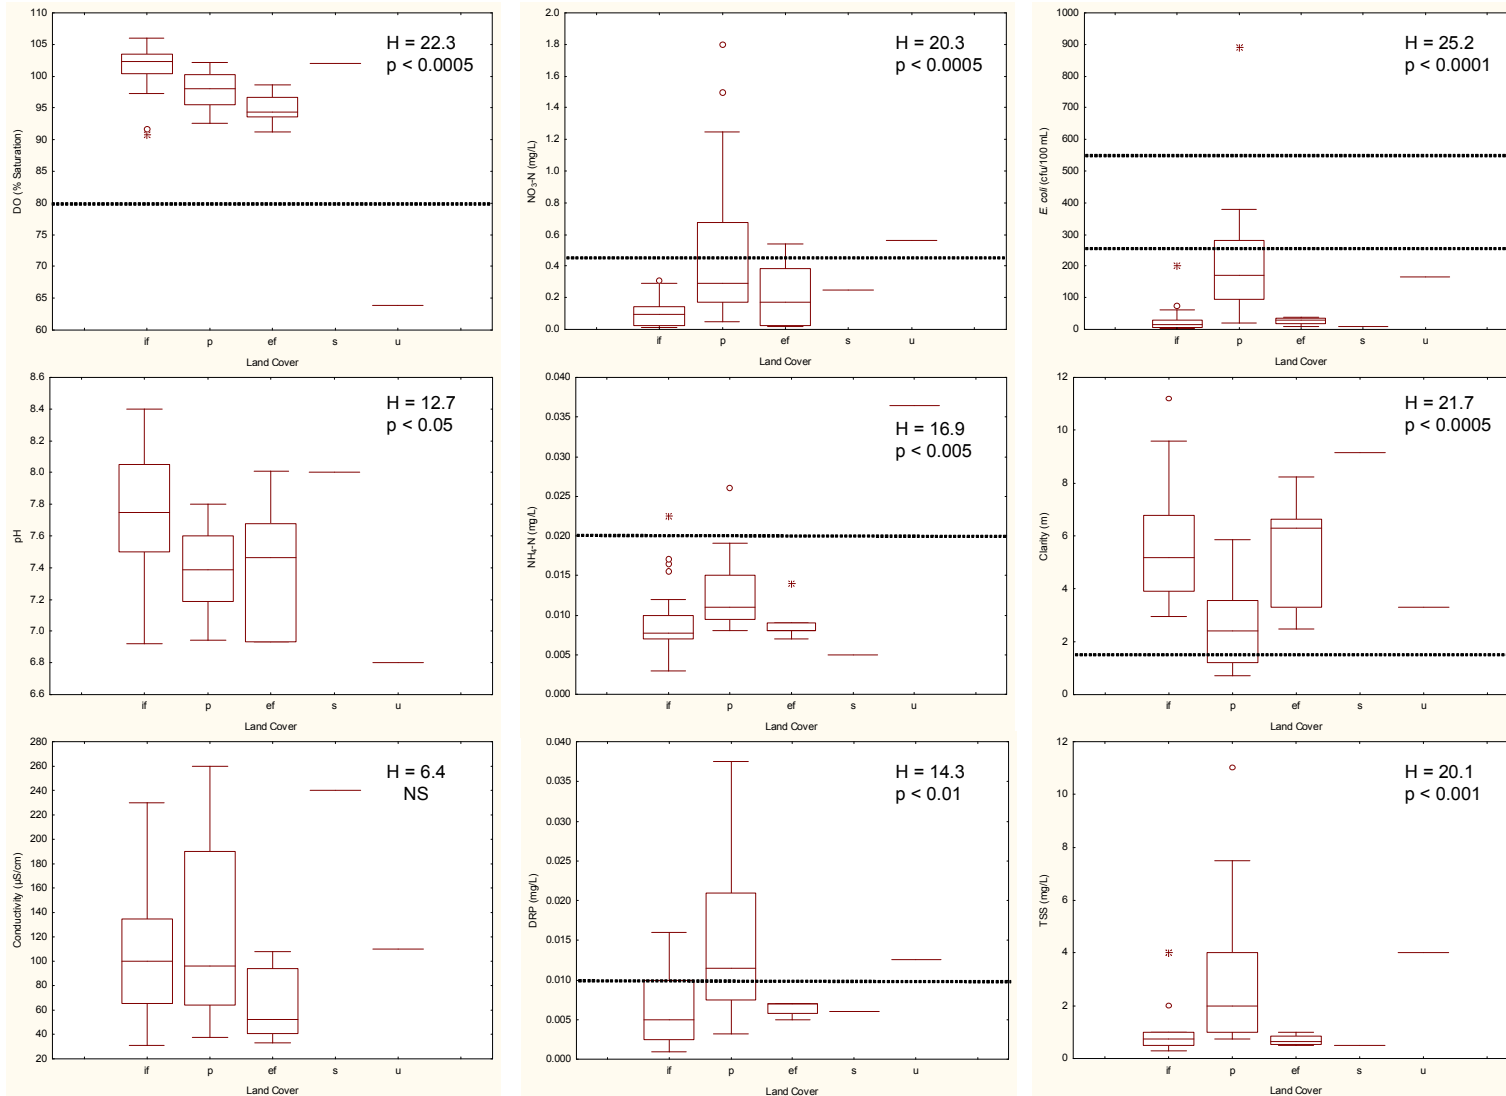 110
105
100
95
90
85
80
75
70
65
60
DO (% Saturation)
H = 22.3
p < 0.0005
if
p
ef
s
u
Land Cover
2.0
1.8
1.6
1.4
1.2
1.0
0.8
0.6
0.4
0.2
0.0
NO3-N (mg/L)
H = 20.3
p < 0.0005
if
p
ef
s
u
Land Cover
1000
900
800
700
600
500
400
300
200
100
0
E. coli (cfu/100 mL)
H = 25.2
p < 0.0001
if
p
ef
s
u
Land Cover
8.6
8.4
8.2
8.0
7.8
7.6
7.4
7.2
7.0
6.8
6.6
pH
H = 12.7
p < 0.05
if
p
ef
s
u
Land Cover
0.040
0.035
0.030
0.025
0.020
0.015
0.010
0.005
0.000
NH4-N (mg/L)
H = 16.9
p < 0.005
if
p
ef
s
u
Land Cover
12
10
8
6
4
2
0
Clarity (m)
H = 21.7
p < 0.0005
if
p
ef
s
u
Land Cover
280
260
240
220
200
180
160
140
120
100
80
60
40
20
Conductivity (µS/cm)
H = 6.4
NS
if
p
ef
s
u
Land Cover
0.040
0.035
0.030
0.025
0.020
0.015
0.010
0.005
0.000
DRP (mg/L)
H = 14.3
p < 0.01
if
p
ef
s
u
Land Cover
12
10
8
6
4
2
0
TSS (mg/L)
H = 20.1
p < 0.001
if
p
ef
s
u
Land Cover